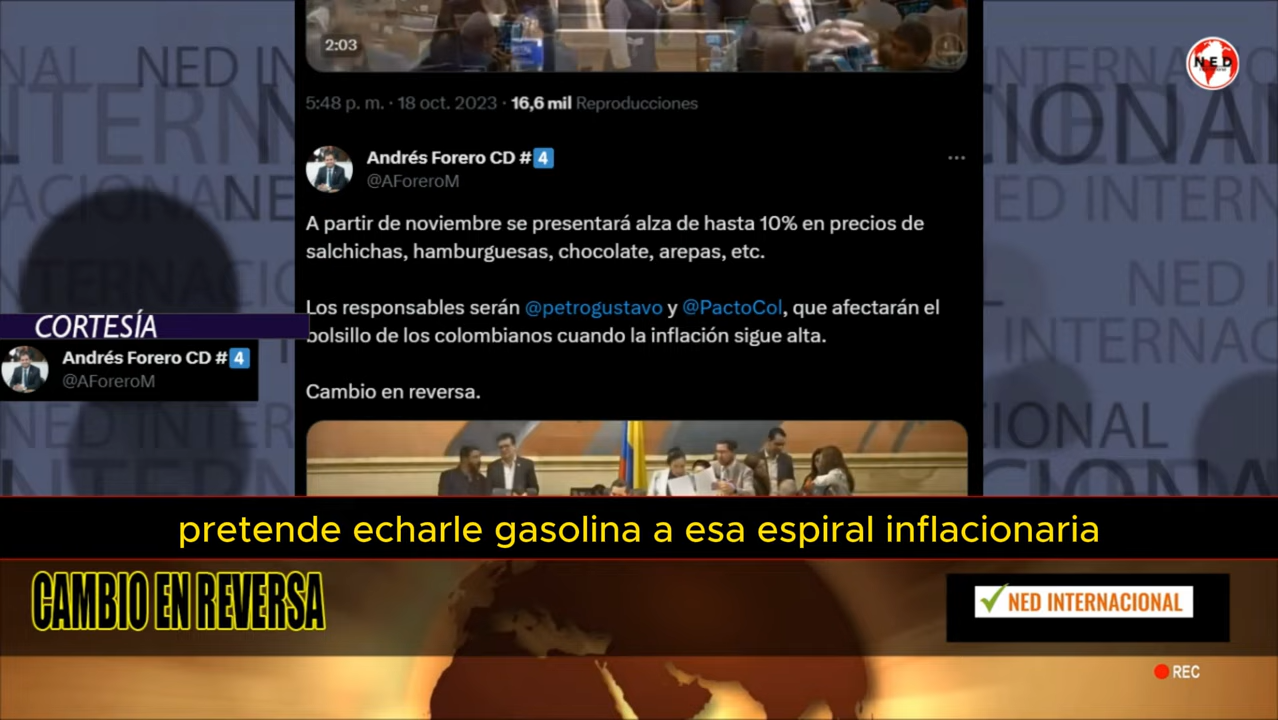 2:03
5:48 p. m. · 18 oct. 2023 · 16,6 mil Reproducciones
Andrés Forero CD # 4
@AForeroM
A partir de noviembre se presentará alza de hasta 10% en precios de
salchichas, hamburguesas, chocolate, arepas, etc.
Los responsables serán @petrogustavo y @PactoCol, que afectarán el
bolsillo de los colombianos cuando la inflación sigue alta.
Cambio en reversa.
CORTESÍA
Andrés Forero CD # 4
@AForeroM
pretende echarle gasolina a esa espiral inflacionaria
CAMBIO EN REVERSA
NED INTERNACIONAL
REC
NED